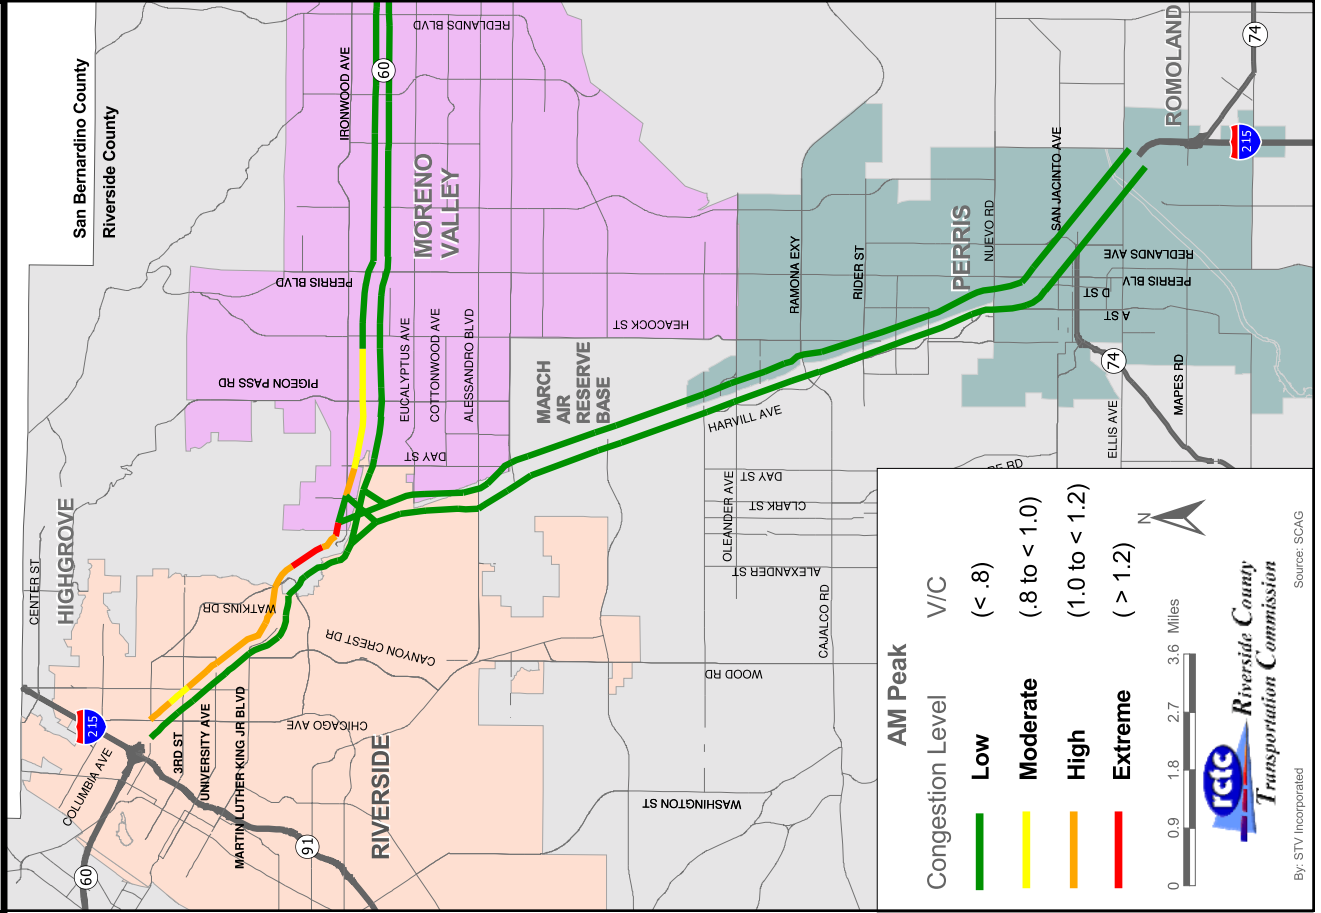 San Bernardino County
Riverside County
REDLANDS BLVD
IRONWOOD AVE
60
MORENO
VALLEY
PERRIS BLVD
HEACOCK ST
PIGEON PASS RD
EUCALYPTUS AVE
COTTONWOOD AVE
ALESSANDRO BLVD
DAY ST
MARCH
AIR
RESERVE
BASE
ROMOLAND
74
215
SAN JACINTO AVE
PERRIS
NUEVO RD
RAMONA EXY
RIDER ST
REDLANDS AVE
PERRIS BLV
D ST
A ST
74
MAPES RD
ELLIS AVE
HARVILL AVE
RD
DAY ST
CLARK ST
OLEANDER AVE
ALEXANDER ST
CAJALCO RD
WOOD RD
WASHINGTON ST
CENTER ST
HIGHGROVE
WATKINS DR
CANYON CREST DR
CHICAGO AVE
215
COLUMBIA AVE
3RD ST
UNIVERSITY AVE
MARTIN LUTHER KING JR BLVD
RIVERSIDE
60
91
AM Peak
Congestion Level V/C
Low (< .8)
Moderate (.8 to < 1.0)
High (1.0 to < 1.2)
Extreme ( > 1.2)
N
0 0.9 1.8 2.7 3.6 Miles
rctc
Riverside County
Transportation Commission
By: STV Incorporated
Source: SCAG